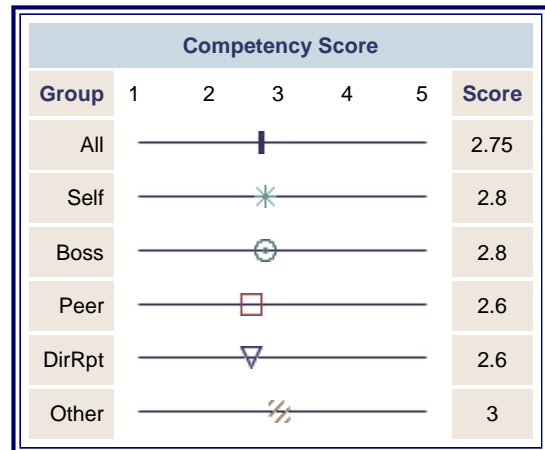 Competency Score
Group 1 2 3 4 5 Score
All 2.75
Self 2.8
Boss 2.8
Peer 2.6
DirRpt 2.6
Other 3